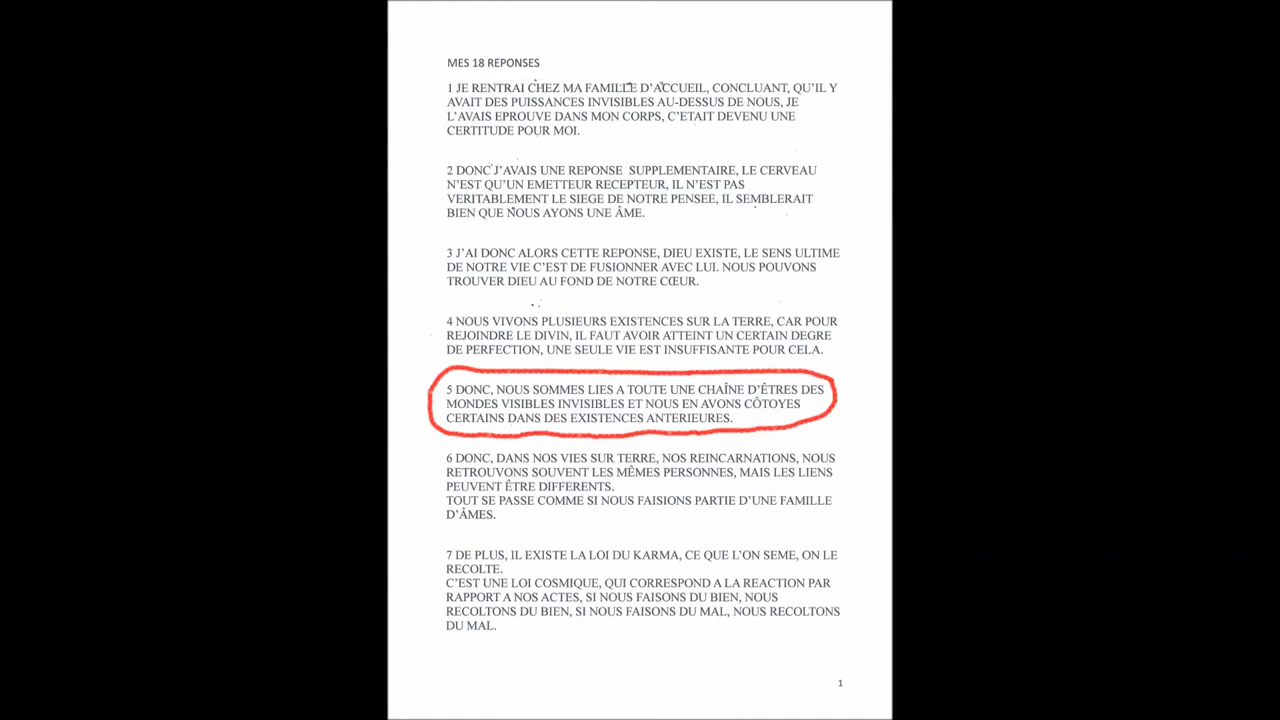 MES 18 REPONSES
1 JE RENTRAI CHEZ MA FAMILLE D'ACCUEIL, CONCLUANT, QU'IL Y
AVAIT DES PUISSANCES INVISIBLES AU-DESSUS DE NOUS, JE
L'AVAIS EPROUVE DANS MON CORPS, C'ETAIT DEVENU UNE
CERTITUDE POUR MOI.
2 DONC J'AVAIS UNE REPONSE SUPPLEMENTAIRE, LE CERVEAU
N'EST QU'UN EMETTEUR RECEPTEUR, IL N'EST PAS
VERITABLEMENT LE SIEGE DE NOTRE PENSEE, IL SEMBLERAIT
BIEN QUE NOUS AYONS UNE ÂME.
3 J'AI DONC ALORS CETTE REPONSE, DIEU EXISTE, LE SENS ULTIME
DE NOTRE VIE C'EST DE FUSIONNER AVEC LUI. NOUS POUVONS
TROUVER DIEU AU FOND DE NOTRE CŒUR.
4 NOUS VIVONS PLUSIEURS EXISTENCES SUR LA TERRE, CAR POUR
REJOINDRE LE DIVIN, IL FAUT AVOIR ATTEINT UN CERTAIN DEGRE
DE PERFECTION, UNE SEULE VIE EST INSUFFISANTE POUR CELA.
5 DONC, NOUS SOMMES LIES A TOUTE UNE CHAÎNE D'ÊTRES DES
MONDES VISIBLES INVISIBLES ET NOUS EN AVONS CÔTOYES
CERTAINS DANS DES EXISTENCES ANTERIEURES.
6 DONC, DANS NOS VIES SUR TERRE, NOS REINCARNATIONS, NOUS
RETROUVONS SOUVENT LES MÊMES PERSONNES, MAIS LES LIENS
PEUVENT ÊTRE DIFFERENTS.
TOUT SE PASSE COMME SI NOUS FAISIONS PARTIE D'UNE FAMILLE
D'ÂMES.
7 DE PLUS, IL EXISTE LA LOI DU KARMA, CE QUE L'ON SEME, ON LE
RECOLTE.
C'EST UNE LOI COSMIQUE, QUI CORRESPOND A LA REACTION PAR
RAPPORT A NOS ACTES, SI NOUS FAISONS DU BIEN, NOUS
RECOLTONS DU BIEN, SI NOUS FAISONS DU MAL, NOUS RECOLTONS
DU MAL.
1